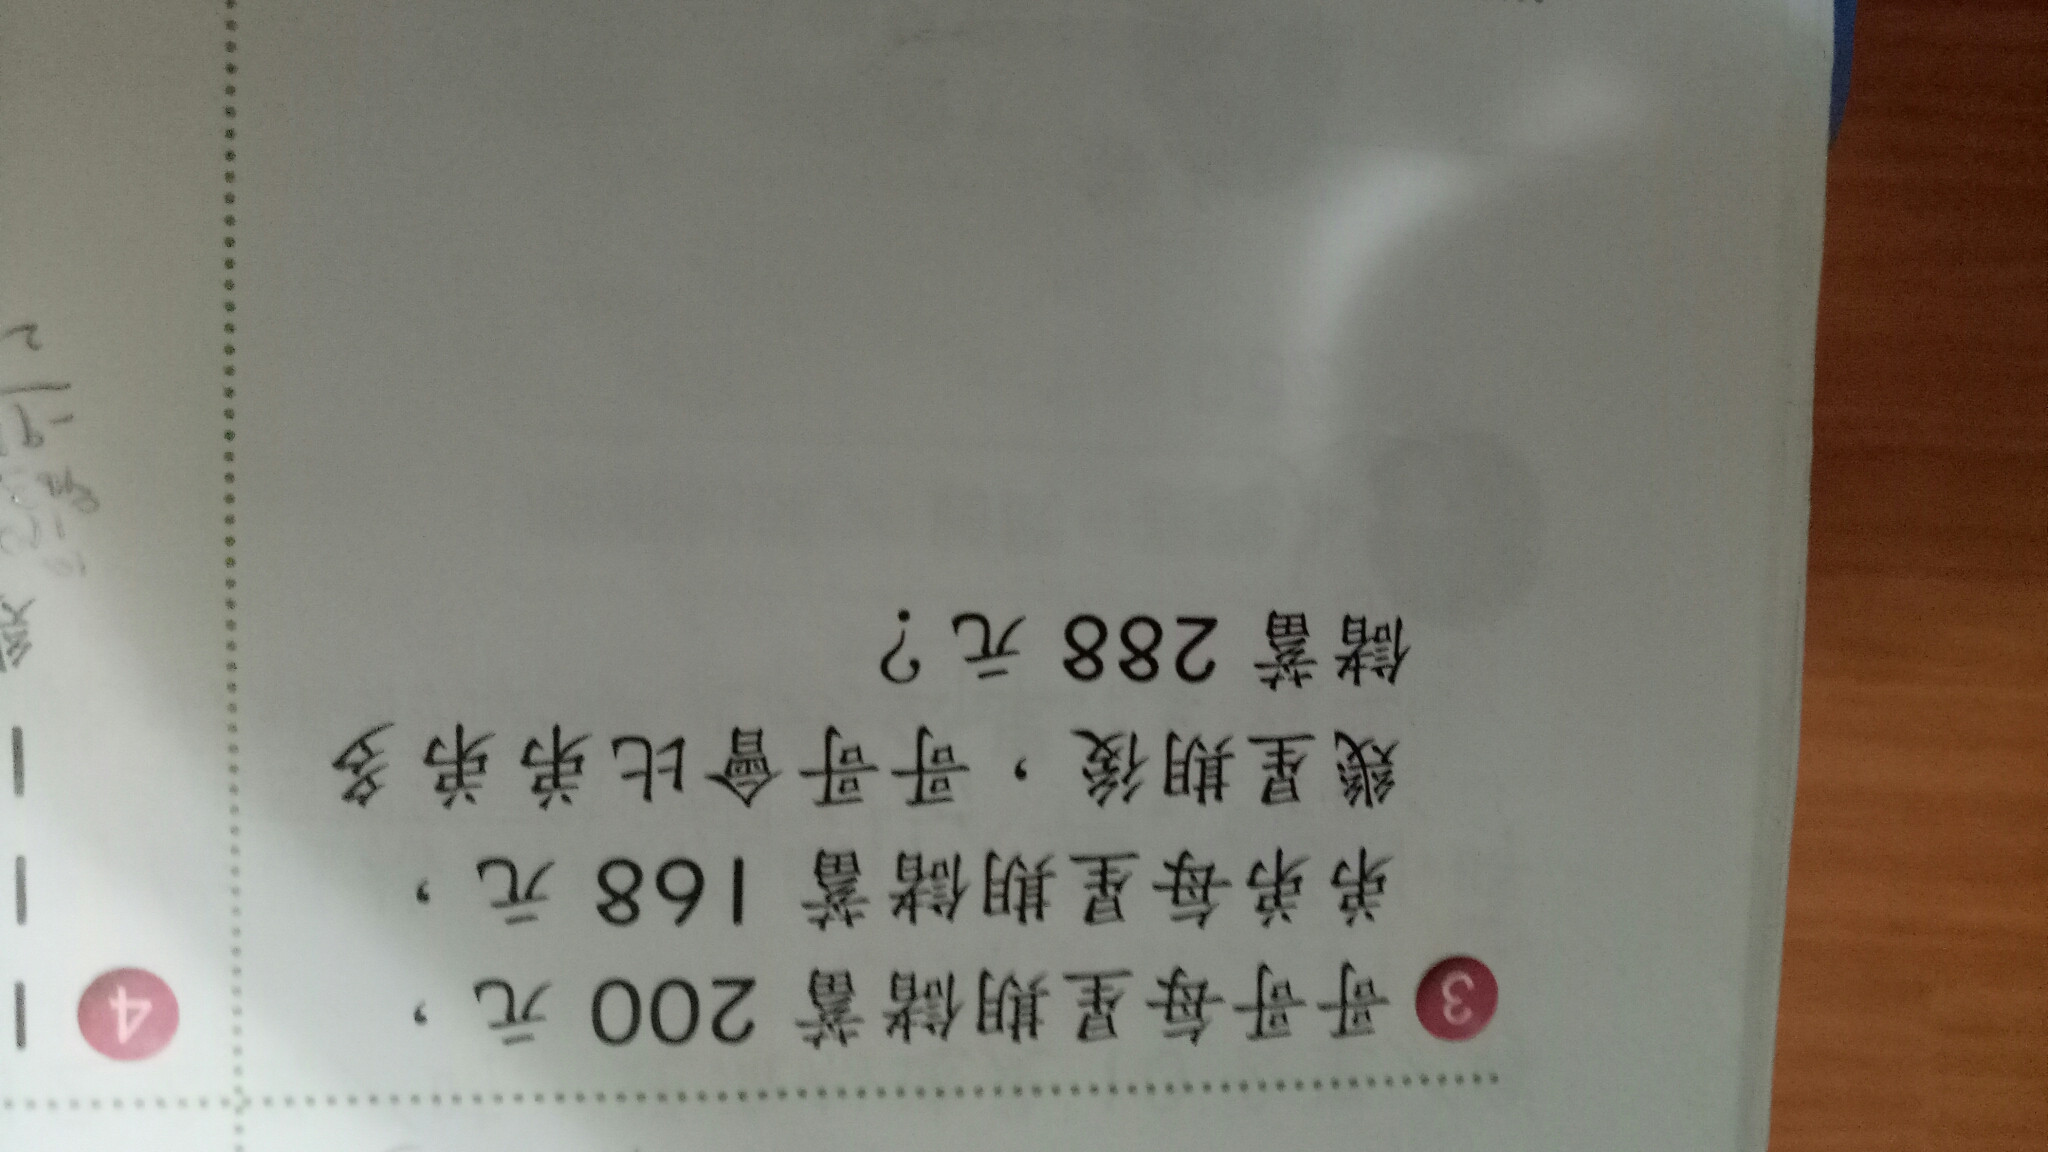 3 哥哥每星期儲蓄 200 元，
弟弟每星期儲蓄 168 元，
幾星期後，哥哥會比弟弟多
儲蓄 288 元？
4